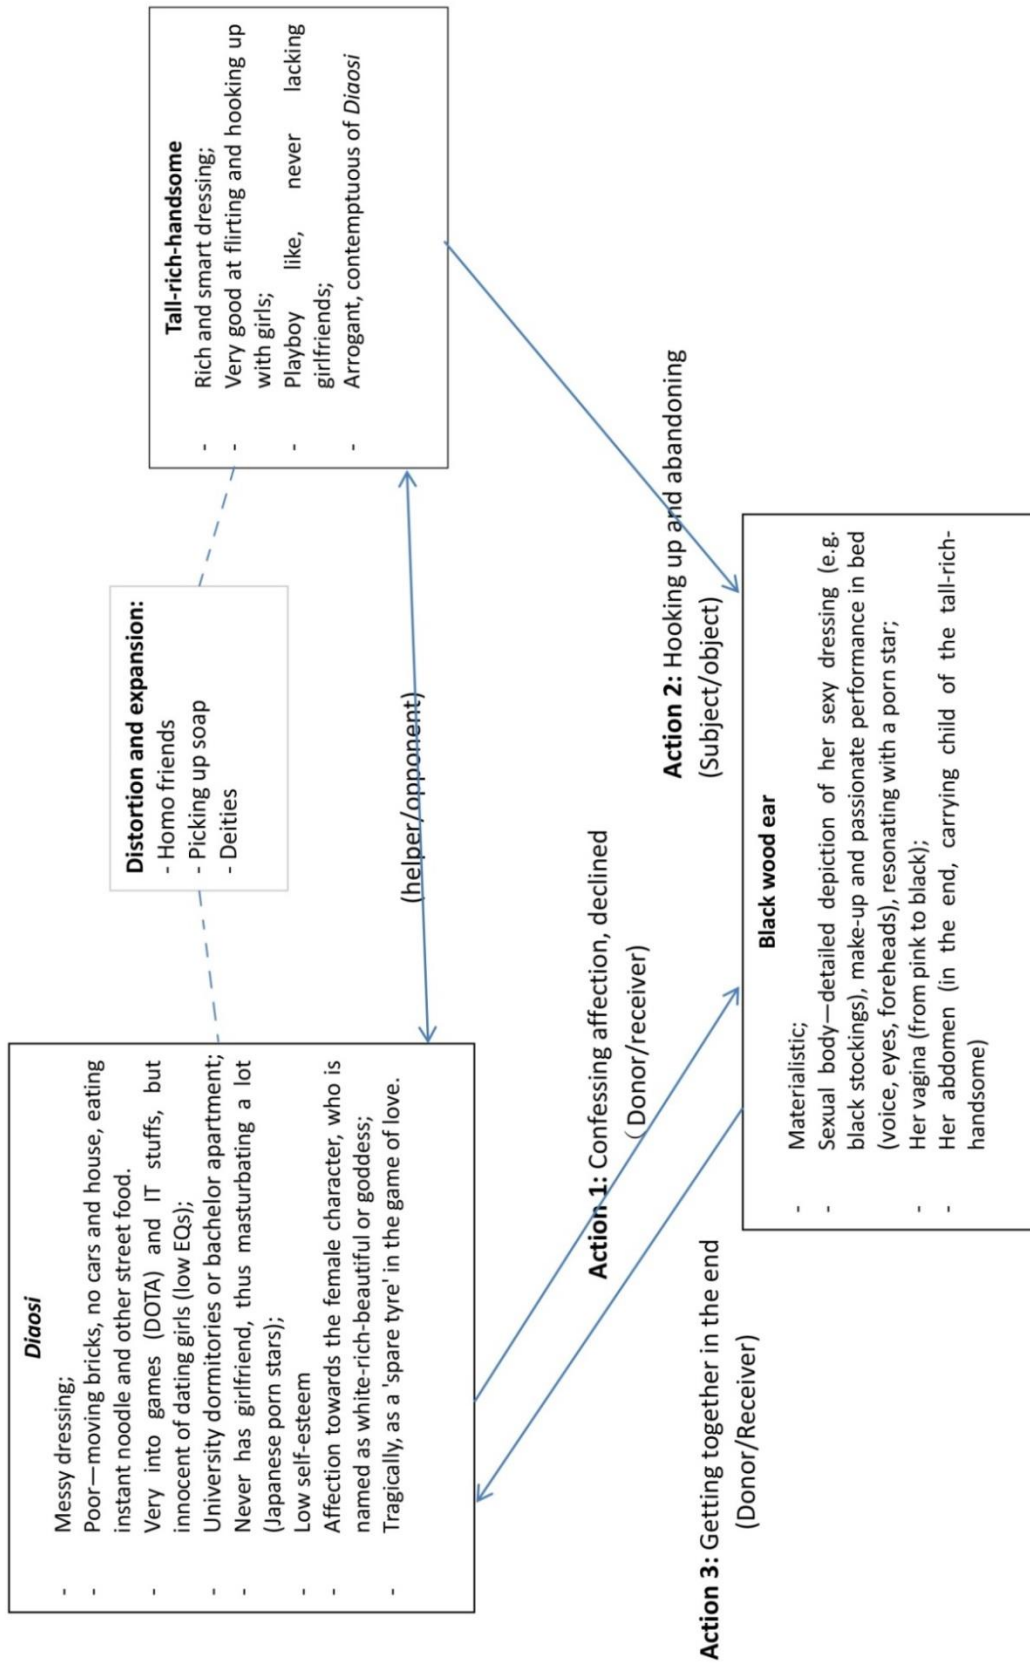 Diaosi
- Messy dressing;
- Poor—moving bricks, no cars and house, eating
instant noodle and other street food.
- Very into games (DOTA) and IT stuffs, but
innocent of dating girls (low EQs);
- University dormitories or bachelor apartment;
- Never has girlfriend, thus masturbating a lot
(Japanese porn stars);
- Low self-esteem
- Affection towards the female character, who is
named as white-rich-beautiful or goddess;
- Tragically, as a 'spare tyre' in the game of love.
Distortion and expansion:
- Homo friends
- Picking up soap
- Deities
Tall-rich-handsome
- Rich and smart dressing;
- Very good at flirting and hooking up
with girls;
- Playboy like, never lacking
girlfriends;
- Arrogant, contemptuous of Diaosi
(helper/opponent)
Action 1: Confessing affection, declined
(Donor/receiver)
Action 2: Hooking up and abandoning
(Subject/object)
Action 3: Getting together in the end
(Donor/Receiver)
Black wood ear
- Materialistic;
- Sexual body—detailed depiction of her sexy dressing (e.g.
black stockings), make-up and passionate performance in bed
(voice, eyes, foreheads), resonating with a porn star;
- Her vagina (from pink to black);
- Her abdomen (in the end, carrying child of the tall-rich-
handsome)